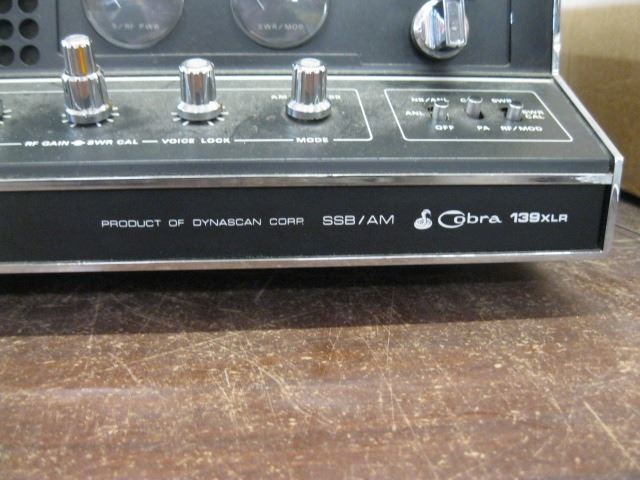 S/RF PWR SWR/MOD
NB/ANL SWR
AM ANL OFF PA RF/MOD CAL
RF GAIN SWR CAL VOICE LOCK MODE
PRODUCT OF DYNASCAN CORP. SSB/AM Cobra 139XLR